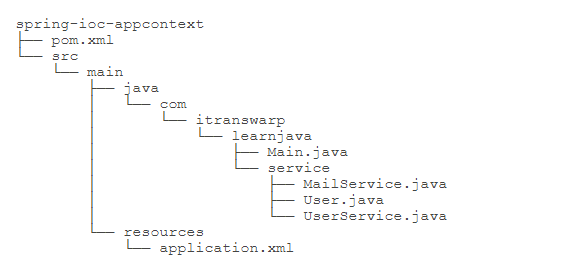 spring-ioc-appcontext
├── pom.xml
└── src
    └── main
        ├── java
        │   └── com
        │       └── itranswarp
        │           └── learnjava
        │               ├── Main.java
        │               └── service
        │                   ├── MailService.java
        │                   ├── User.java
        │                   └── UserService.java
        └── resources
            └── application.xml